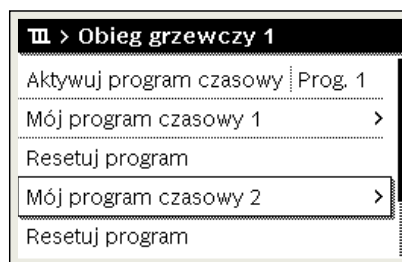 > Obieg grzewczy 1
Aktywuj program czasowy Prog. 1
Mój program czasowy 1 >
Resetuj program
Mój program czasowy 2 >
Resetuj program